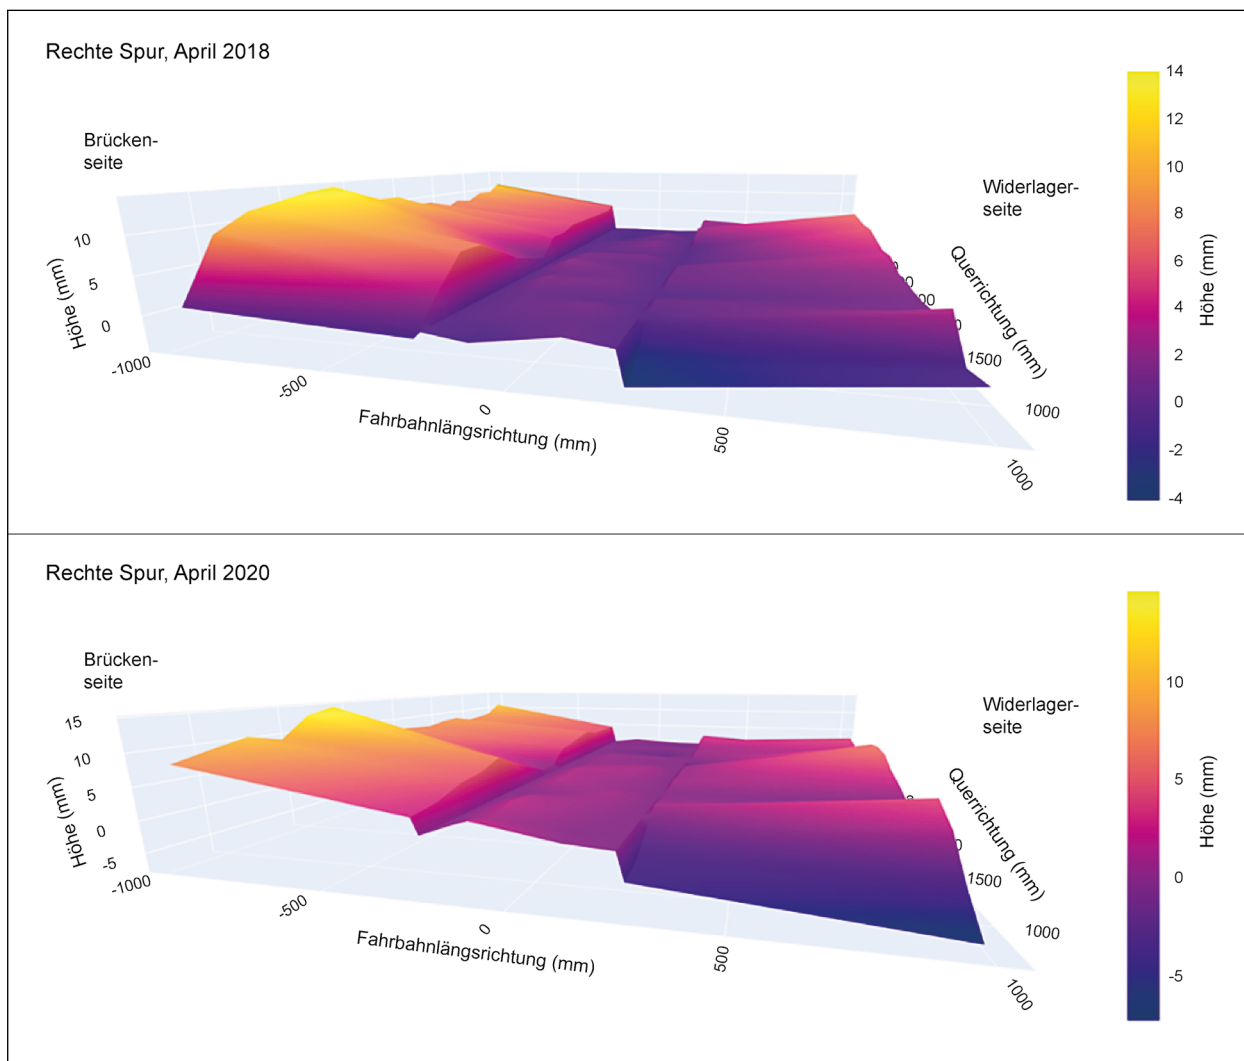 Rechte Spur, April 2018
Brücken-
seite
Widerlager-
seite
Höhe (mm)
10
5
0
-1000
-500
0
500
1000
Fahrbahnlängsrichtung (mm)
Querrichtung (mm)
1500
1000
14
12
10
8
6
4
2
0
-2
-4
Höhe (mm)
Rechte Spur, April 2020
Brücken-
seite
Widerlager-
seite
Höhe (mm)
15
10
5
0
-5
-1000
-500
0
500
1000
Fahrbahnlängsrichtung (mm)
Querrichtung (mm)
1500
1000
10
5
0
-5
Höhe (mm)